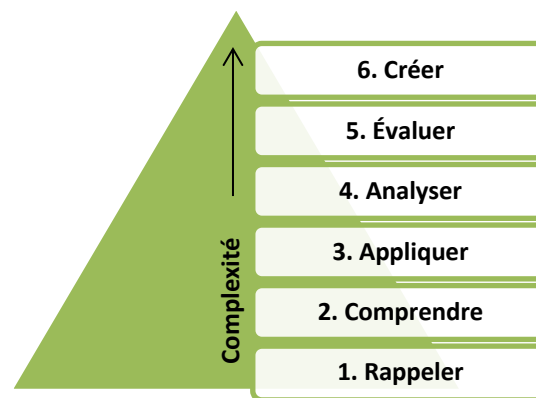 6. Créer
5. Évaluer
4. Analyser
3. Appliquer
2. Comprendre
1. Rappeler
Complexité